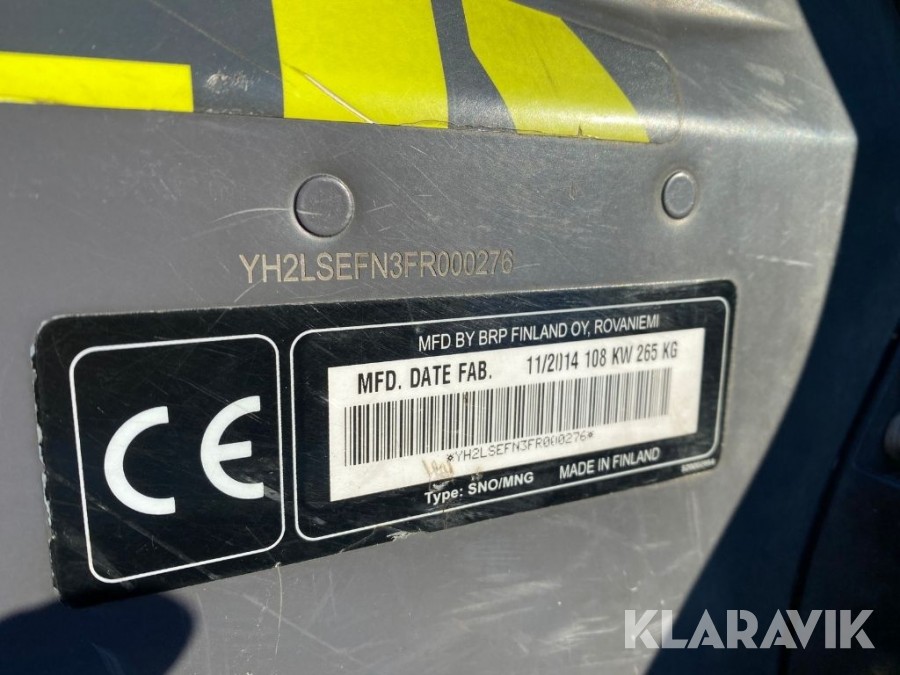 YH2LSEFN3FR000276
MFD BY BRP FINLAND OY, ROVANIEMI
MFD. DATE FAB. 11/2014 108 KW 265 KG
*YH2LSEFN3FR000276*
Type: SNO/MNG MADE IN FINLAND
CE
KLARAVIK